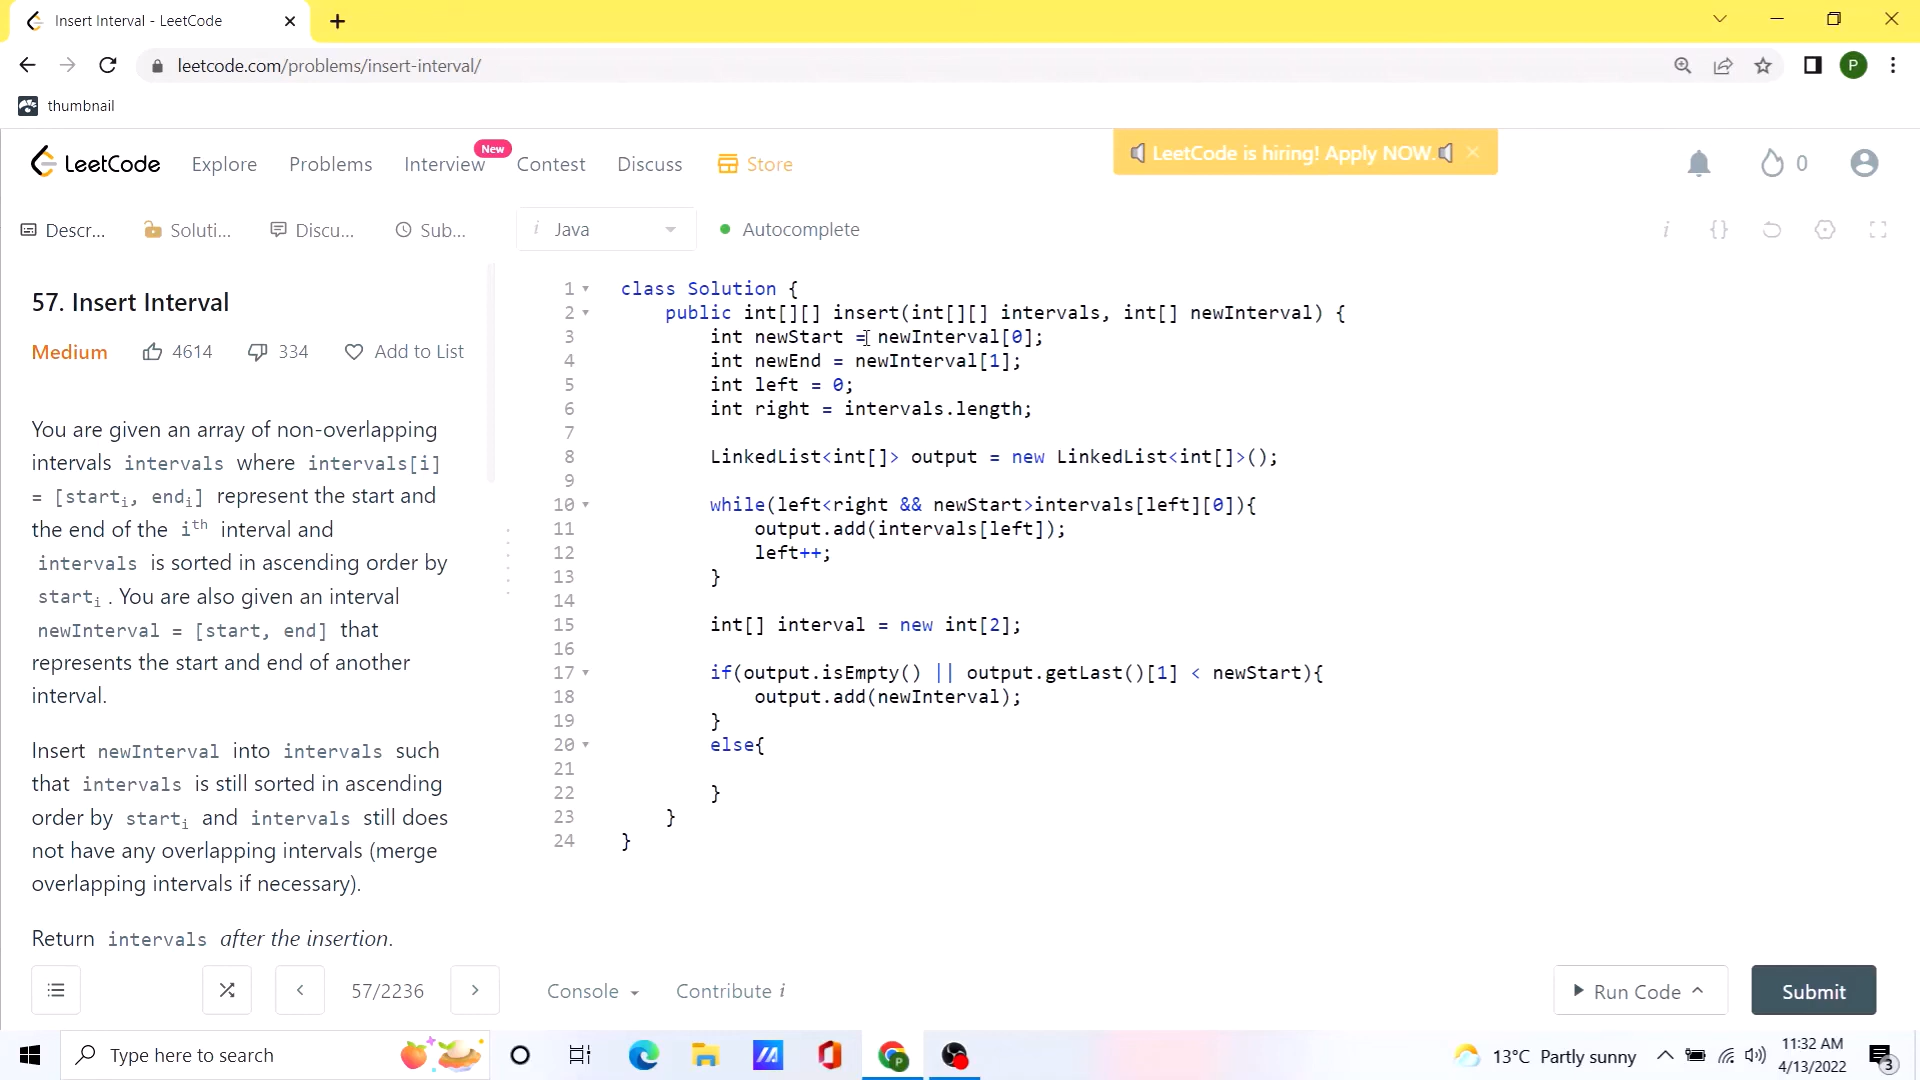 Insert Interval - LeetCode
leetcode.com/problems/insert-interval/
P
thumbnail
LeetCode
Explore
Problems
Interview
New
Contest
Discuss
Store
LeetCode is hiring! Apply NOW.
0
Descr...
Soluti...
Discu...
Sub...
i Java
Autocomplete
57. Insert Interval
Medium
4614
334
Add to List
You are given an array of non-overlapping
intervals intervals where intervals[i]
= [starti, endi] represent the start and
the end of the ith interval and
intervals is sorted in ascending order by
starti . You are also given an interval
newInterval = [start, end] that
represents the start and end of another
interval.
Insert newInterval into intervals such
that intervals is still sorted in ascending
order by starti and intervals still does
not have any overlapping intervals (merge
overlapping intervals if necessary).
Return intervals after the insertion.
1 class Solution {
2 public int[][] insert(int[][] intervals, int[] newInterval) {
3 int newStart = newInterval[0];
4 int newEnd = newInterval[1];
5 int left = 0;
6 int right = intervals.length;
7
8 LinkedList<int[]> output = new LinkedList<int[]>();
9
10 while(left<right && newStart>intervals[left][0]){
11 output.add(intervals[left]);
12 left++;
13 }
14
15 int[] interval = new int[2];
16
17 if(output.isEmpty() || output.getLast()[1] < newStart){
18 output.add(newInterval);
19 }
20 else{
21
22 }
23 }
24 }
57/2236
Console
Contribute i
Run Code
Submit
Type here to search
13°C Partly sunny
11:32 AM
4/13/2022
3